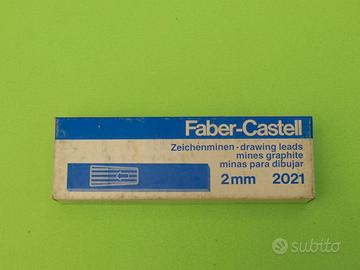 Faber-Castell
Zeichenminen-drawing leads
mines graphite
minas para dibujar
2mm 2021
subito